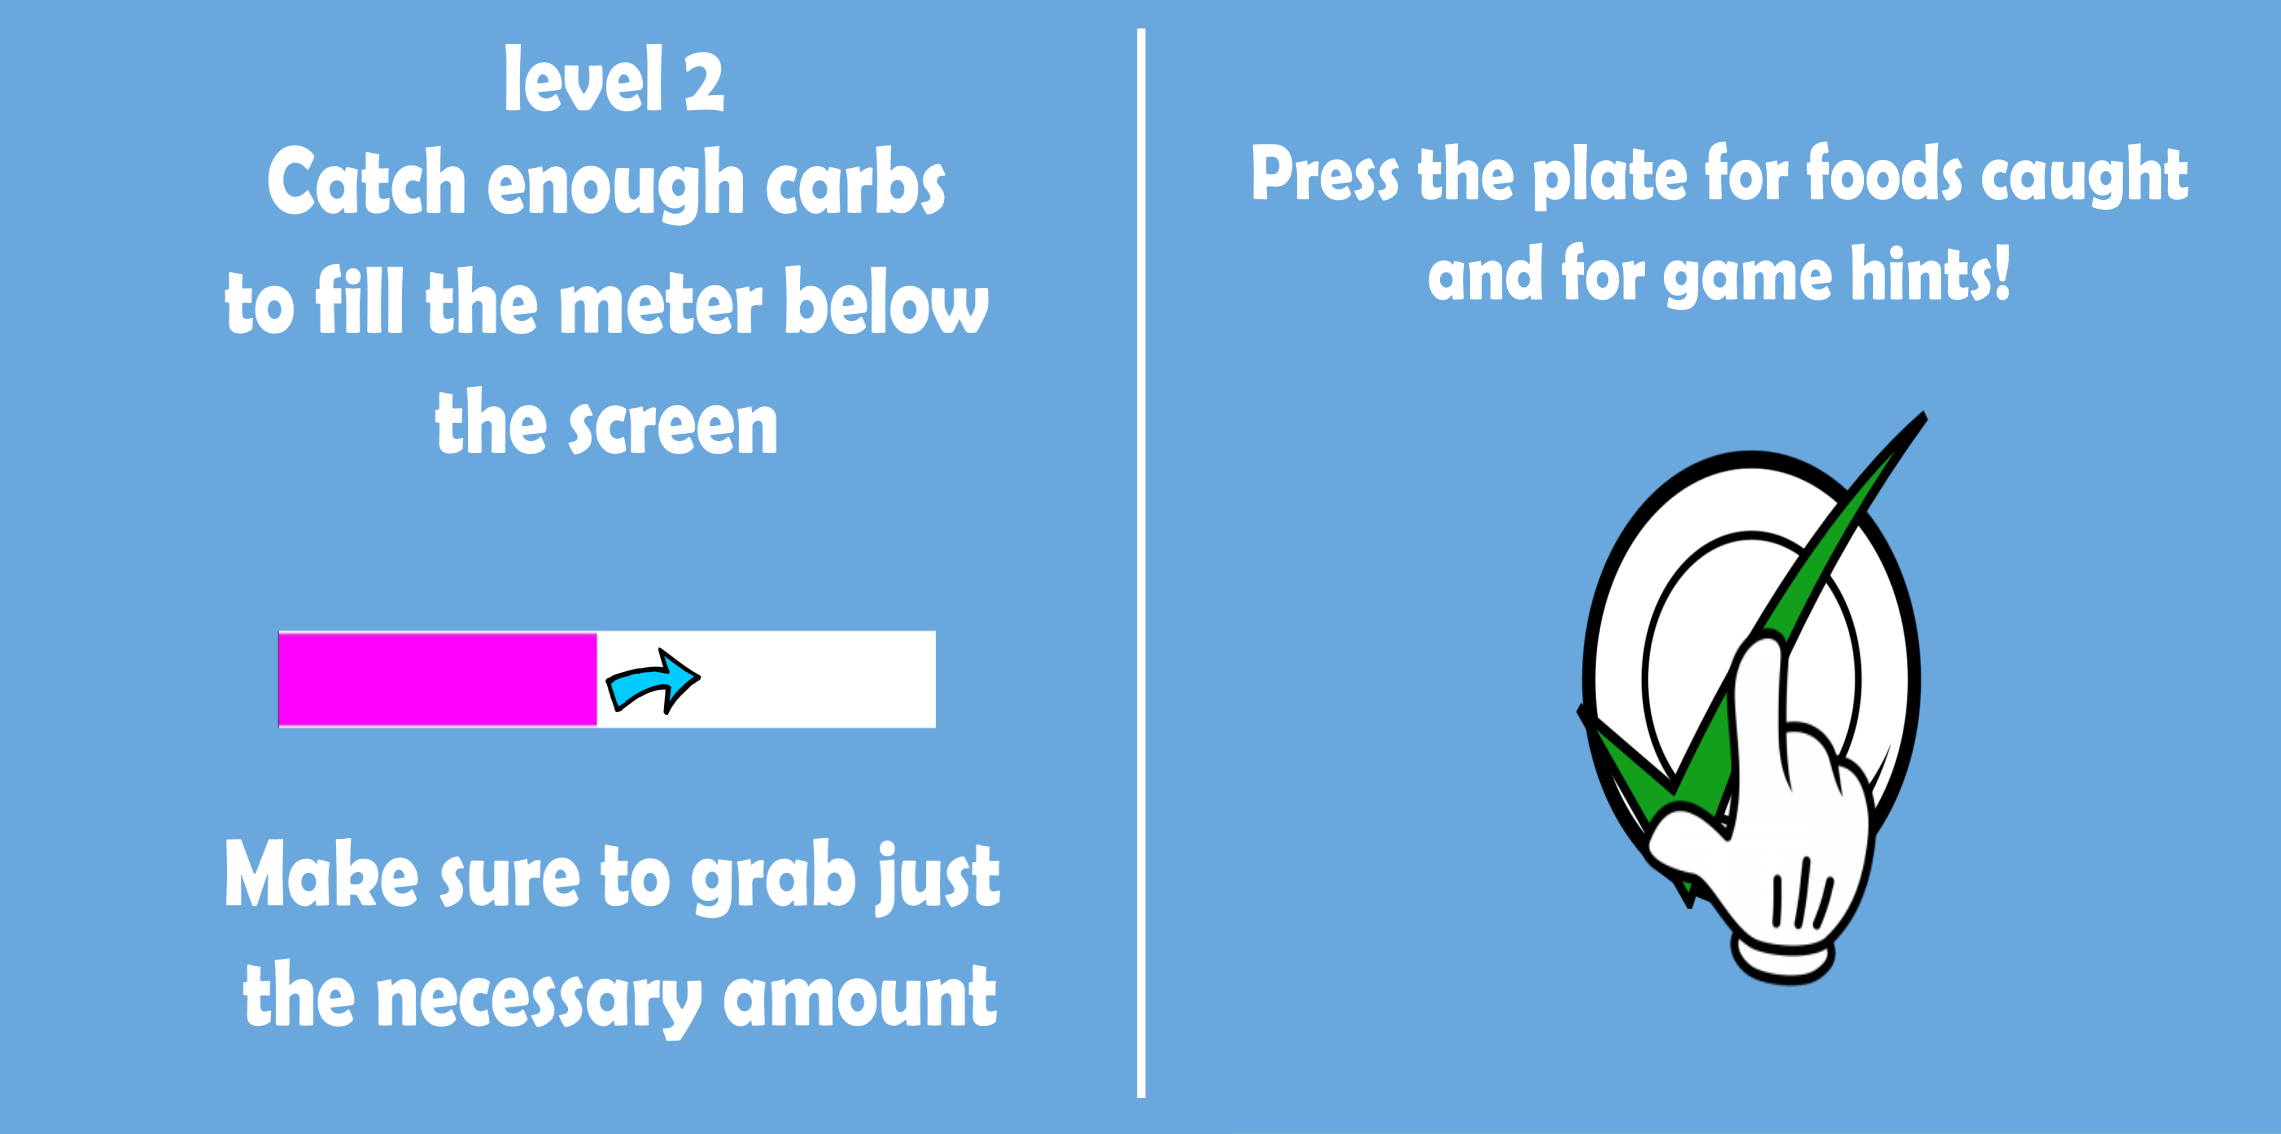 level 2
Catch enough carbs
to fill the meter below
the screen
Make sure to grab just
the necessary amount
Press the plate for foods caught
and for game hints!